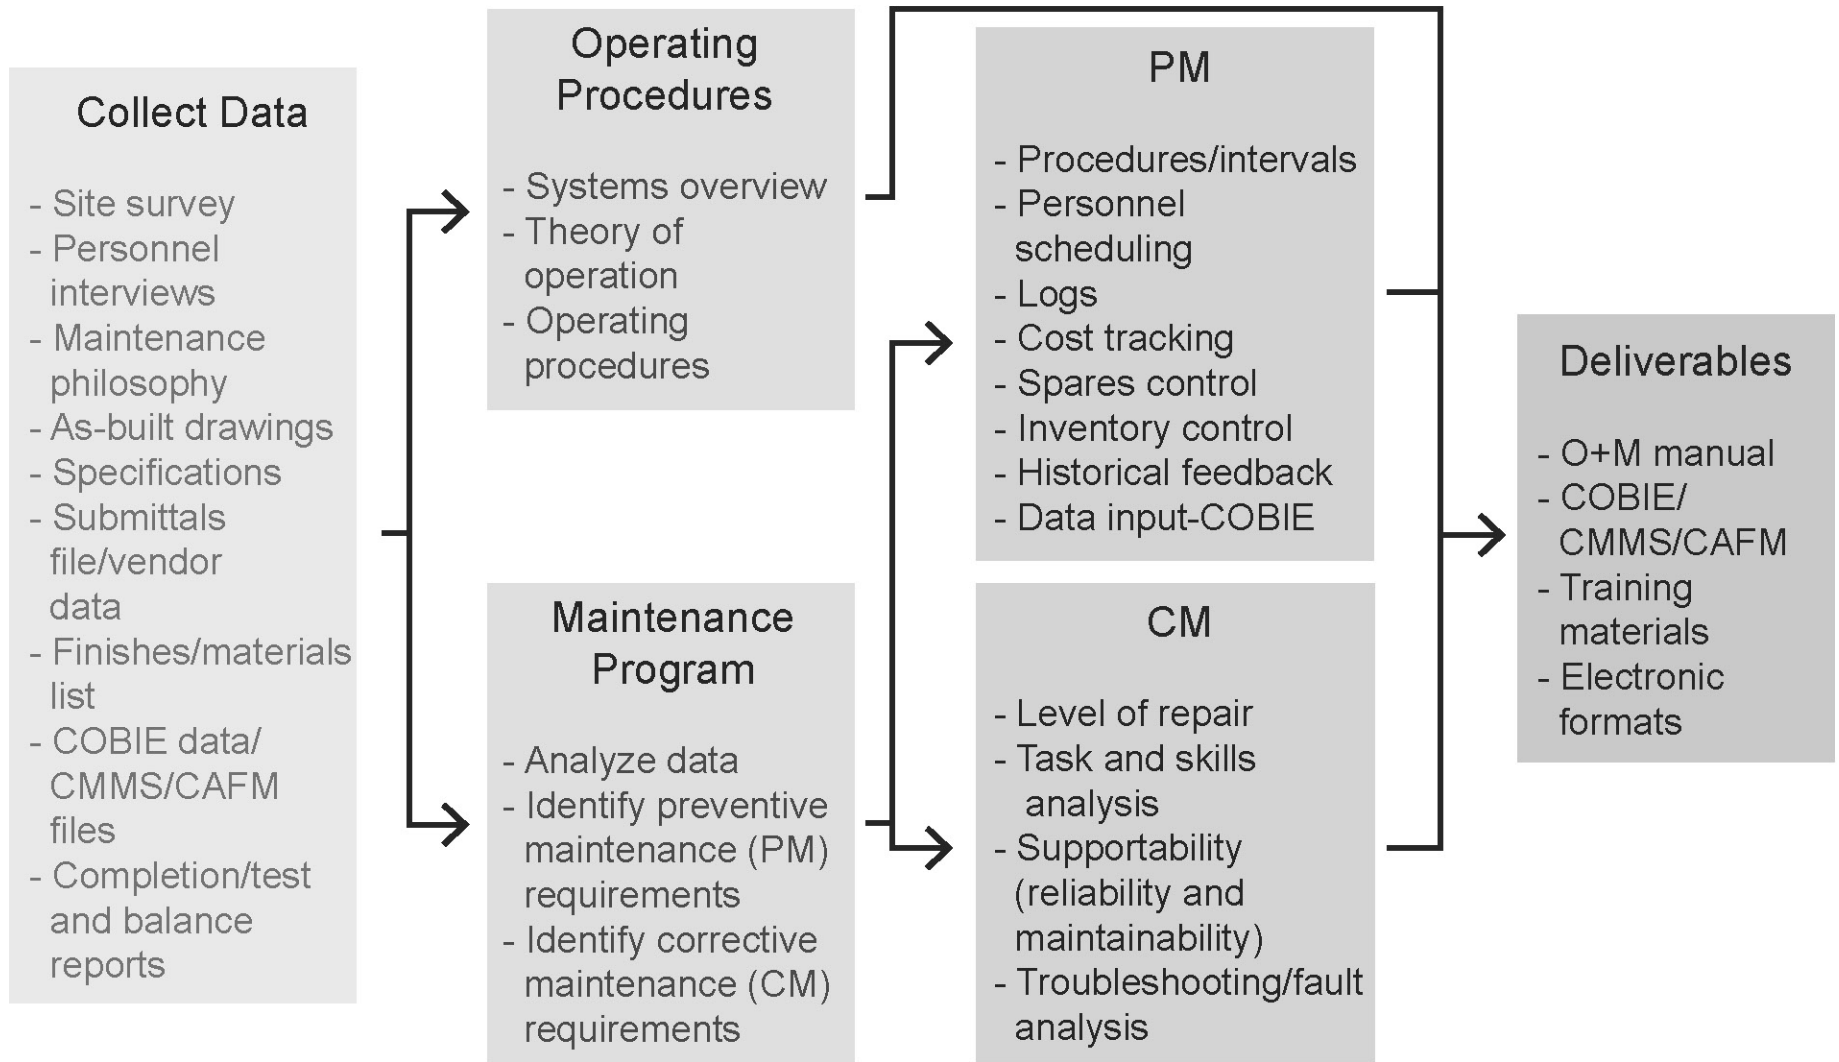 Collect Data
- Site survey
- Personnel
interviews
- Maintenance
philosophy
- As-built drawings
- Specifications
- Submittals
file/vendor
data
- Finishes/materials
list
- COBIE data/
CMMS/CAFM
files
- Completion/test
and balance
reports
Operating
Procedures
- Systems overview
- Theory of
operation
- Operating
procedures
Maintenance
Program
- Analyze data
- Identify preventive
maintenance (PM)
requirements
- Identify corrective
maintenance (CM)
requirements
PM
- Procedures/intervals
- Personnel
scheduling
- Logs
- Cost tracking
- Spares control
- Inventory control
- Historical feedback
- Data input-COBIE
CM
- Level of repair
- Task and skills
analysis
- Supportability
(reliability and
maintainability)
- Troubleshooting/fault
analysis
Deliverables
- O+M manual
- COBIE/
CMMS/CAFM
- Training
materials
- Electronic
formats